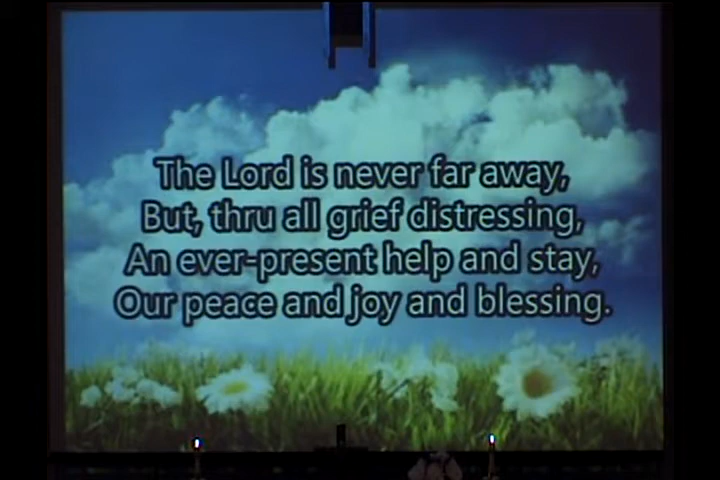 The Lord is never far away,
But, thru all grief distressing,
An ever-present help and stay,
Our peace and joy and blessing.